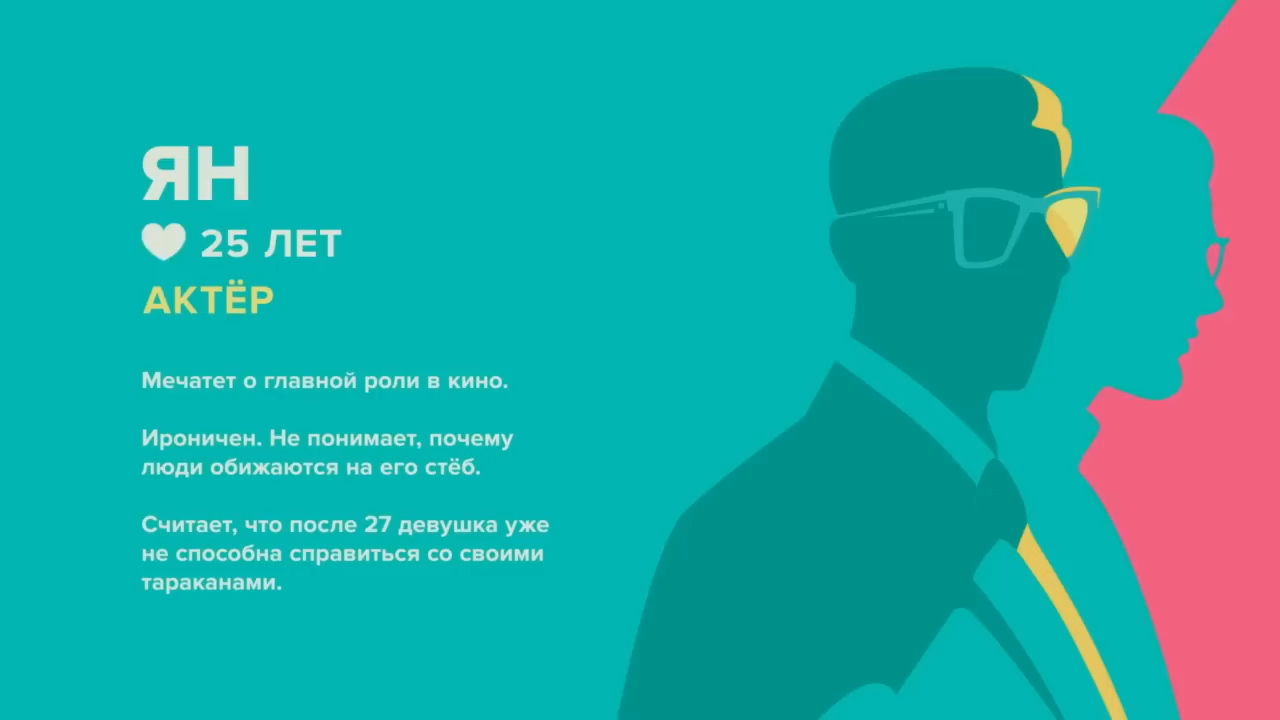 ЯН
25 ЛЕТ
АКТЁР
Мечатет о главной роли в кино.
Ироничен. Не понимает, почему
люди обижаются на его стёб.
Считает, что после 27 девушка уже
не способна справиться со своими
тараканами.